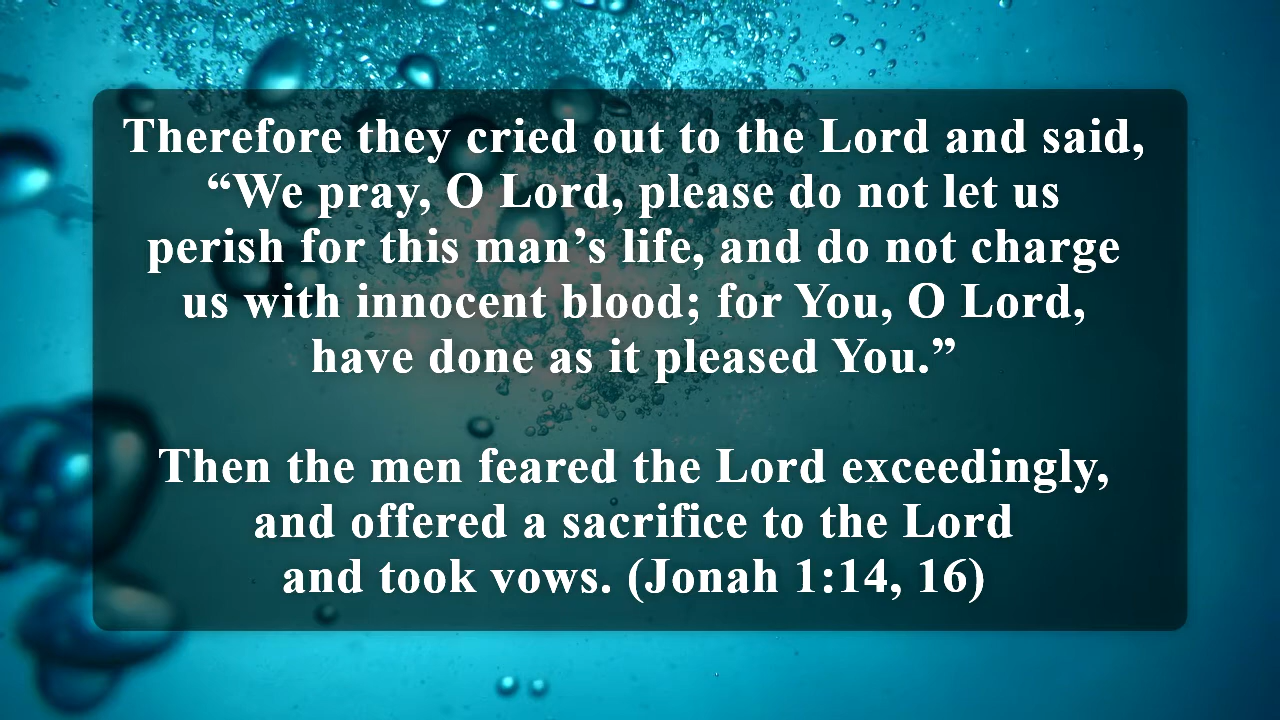 Therefore they cried out to the Lord and said,
“We pray, O Lord, please do not let us
perish for this man’s life, and do not charge
us with innocent blood; for You, O Lord,
have done as it pleased You.”
Then the men feared the Lord exceedingly,
and offered a sacrifice to the Lord
and took vows. (Jonah 1:14, 16)